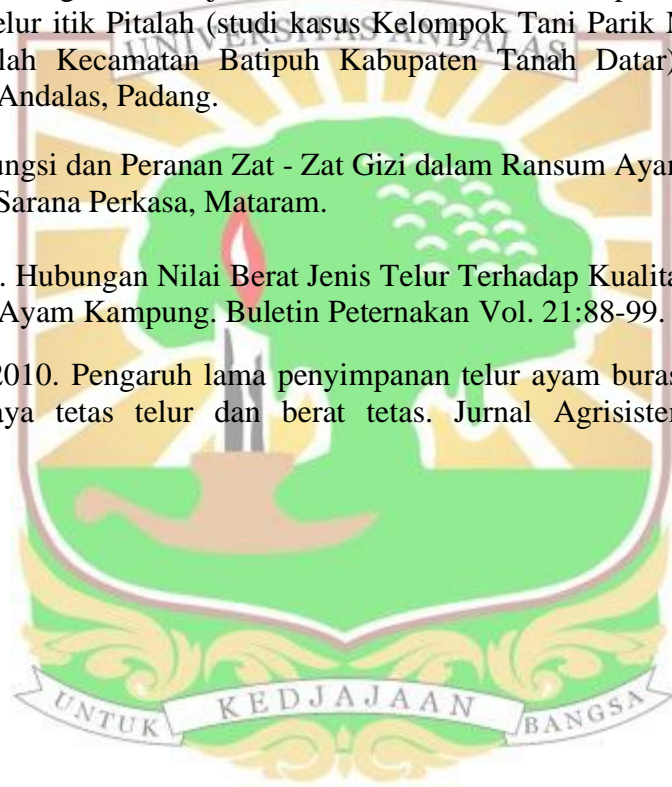 elur itik Pitalah (studi kasus Kelompok Tani Parik
lah Kecamatan Batipuh Kabupaten Tanah Datar)
Andalas, Padang.
UNIVERSITAS ANDALAS
ungsi dan Peranan Zat - Zat Gizi dalam Ransum Ayam
Sarana Perkasa, Mataram.
. Hubungan Nilai Berat Jenis Telur Terhadap Kualita
Ayam Kampung. Buletin Peternakan Vol. 21:88-99.
2010. Pengaruh lama penyimpanan telur ayam buras
aya tetas telur dan berat tetas. Jurnal Agrisister
UNTUK KEDJAJAAN BANGSA